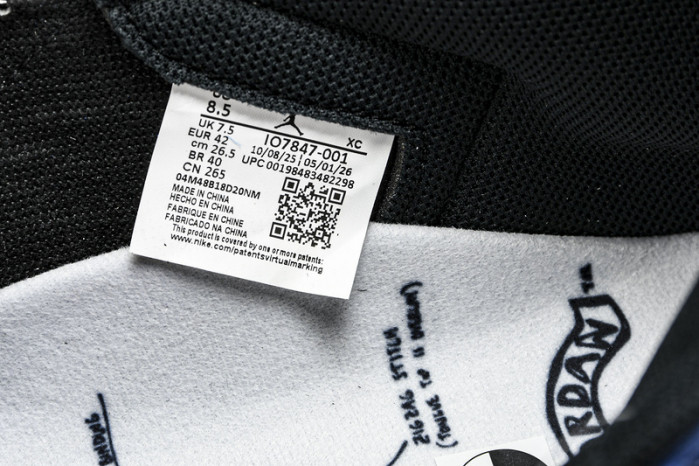 8.5
UK 7.5
EUR 42
cm 26.5
BR 40
CN 265
XC
IO7847-001
10/08/25 | 05/01/26
UPC 00198483482298
04M48B18D20NM
MADE IN CHINA
HECHO EN CHINA
FABRIQUE EN CHINE
FABRICADO NA CHINA
This product is covered by one or more patents:
www.nike.com/patentsvirtualmarking
ZIGZAG STITCH
RDAN
TM